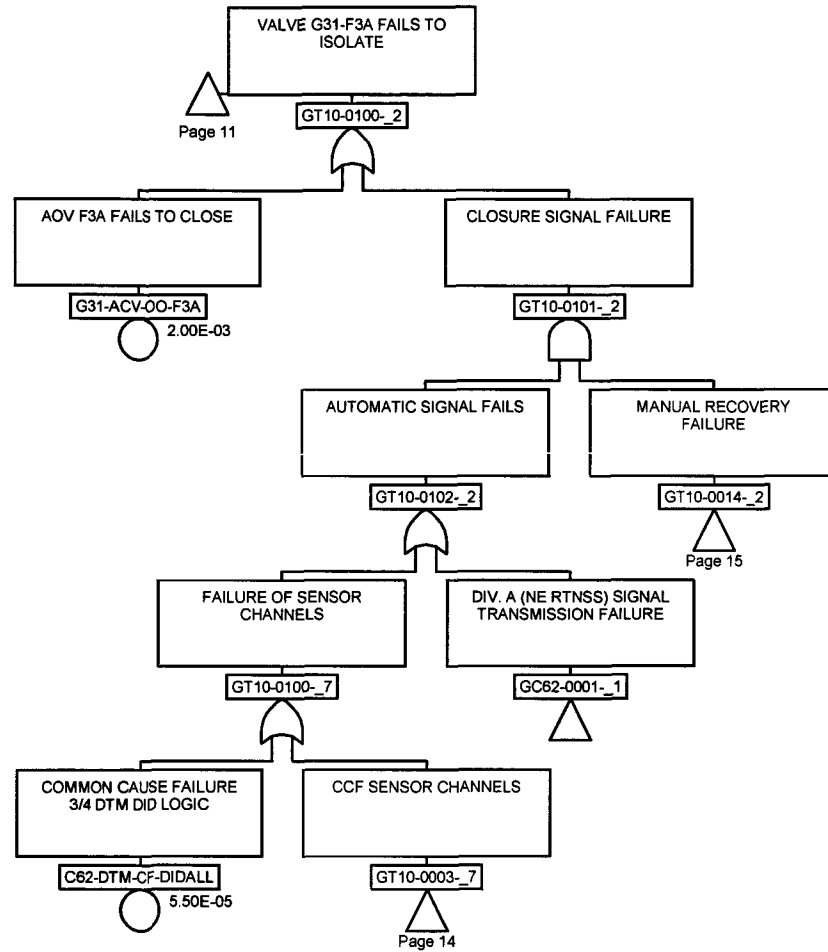 VALVE G31-F3A FAILS TO
ISOLATE
Page 11
GT10-0100-_2
AOV F3A FAILS TO CLOSE
CLOSURE SIGNAL FAILURE
G31-ACV-OO-F3A
GT10-0101-_2
2.00E-03
AUTOMATIC SIGNAL FAILS
MANUAL RECOVERY
FAILURE
GT10-0102-_2
GT10-0014-_2
Page 15
FAILURE OF SENSOR
CHANNELS
DIV. A (NE RTNSS) SIGNAL
TRANSMISSION FAILURE
GT10-0100-_7
GC62-0001-_1
COMMON CAUSE FAILURE
3/4 DTM DID LOGIC
CCF SENSOR CHANNELS
C62-DTM-CF-DIDALL
GT10-0003-_7
5.50E-05
Page 14